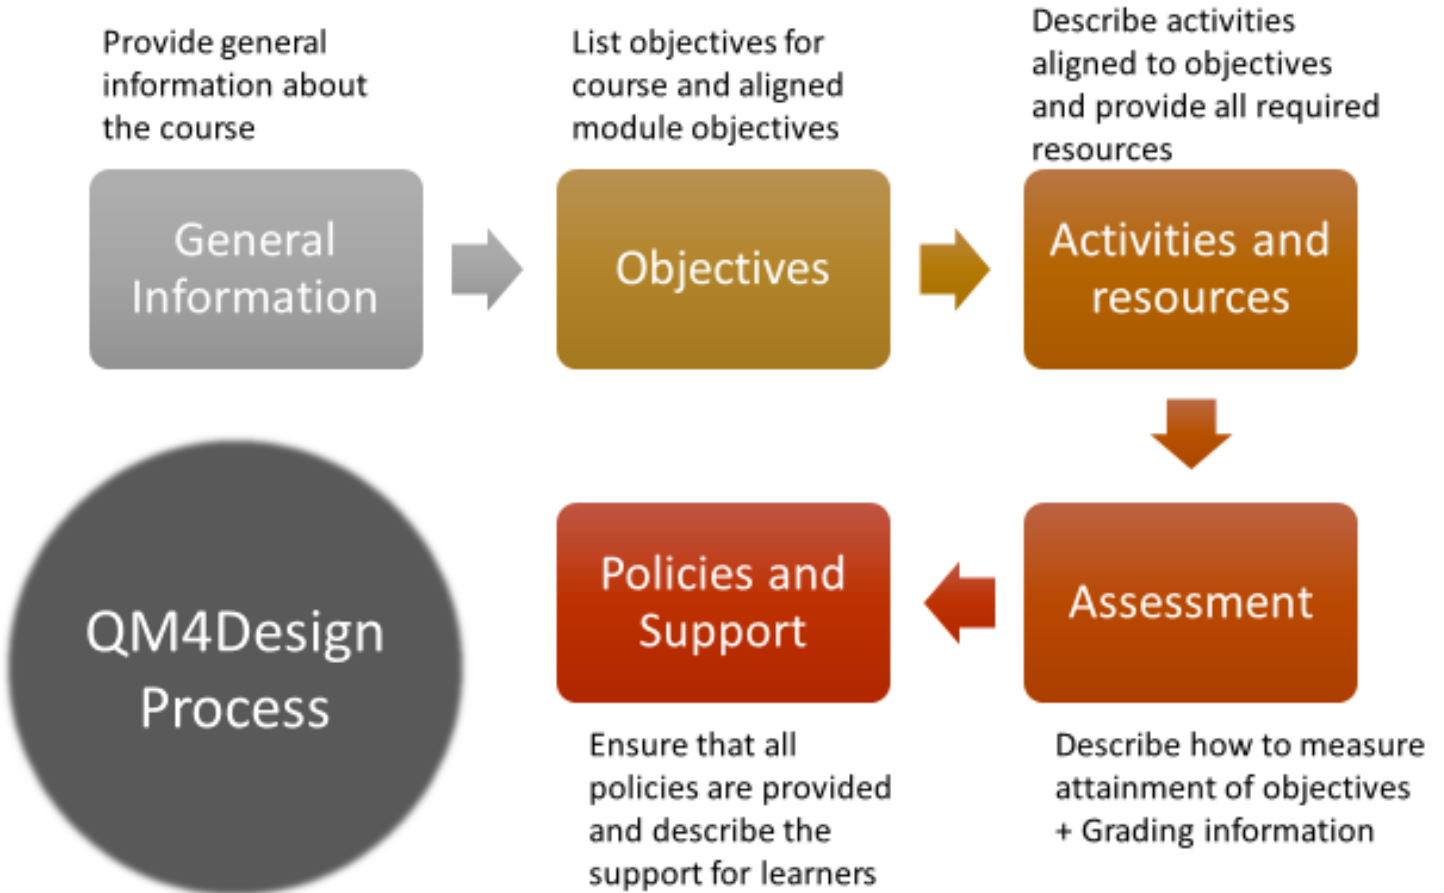 Provide general
information about
the course
General
Information
List objectives for
course and aligned
module objectives
Objectives
Describe activities
aligned to objectives
and provide all required
resources
Activities and
resources
Assessment
Describe how to measure
attainment of objectives
+ Grading information
Policies and
Support
Ensure that all
policies are provided
and describe the
support for learners
QM4Design
Process